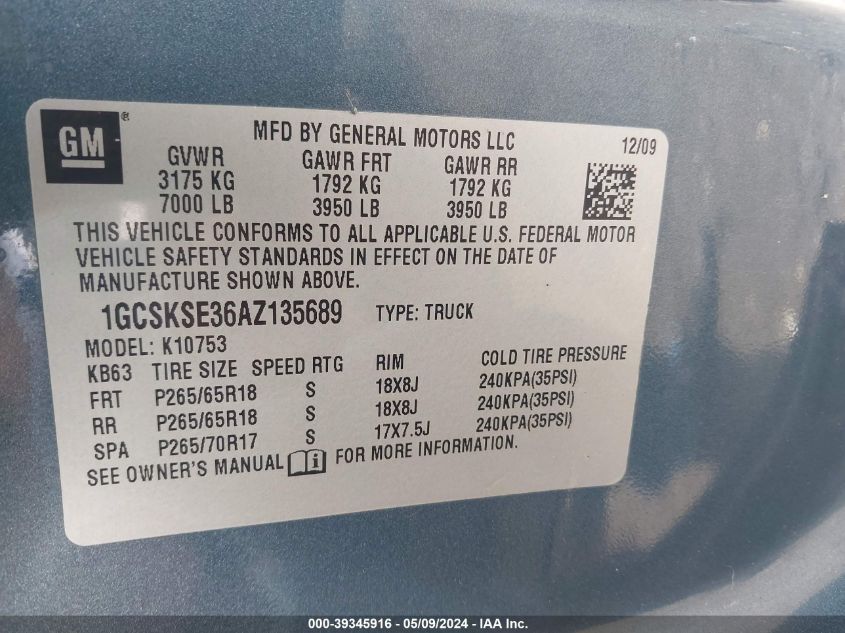 GM ®
MFD BY GENERAL MOTORS LLC 12/09
GVWR GAWR FRT GAWR RR
3175 KG 1792 KG 1792 KG
7000 LB 3950 LB 3950 LB
THIS VEHICLE CONFORMS TO ALL APPLICABLE U.S. FEDERAL MOTOR
VEHICLE SAFETY STANDARDS IN EFFECT ON THE DATE OF
MANUFACTURE SHOWN ABOVE.
1GCSKSE36AZ135689 TYPE: TRUCK
MODEL: K10753
KB63 TIRE SIZE SPEED RTG RIM COLD TIRE PRESSURE
FRT P265/65R18 S 18X8J 240KPA(35PSI)
RR P265/65R18 S 18X8J 240KPA(35PSI)
SPA P265/70R17 S 17X7.5J 240KPA(35PSI)
SEE OWNER'S MANUAL i FOR MORE INFORMATION.
000-39345916 - 05/09/2024 - IAA Inc.